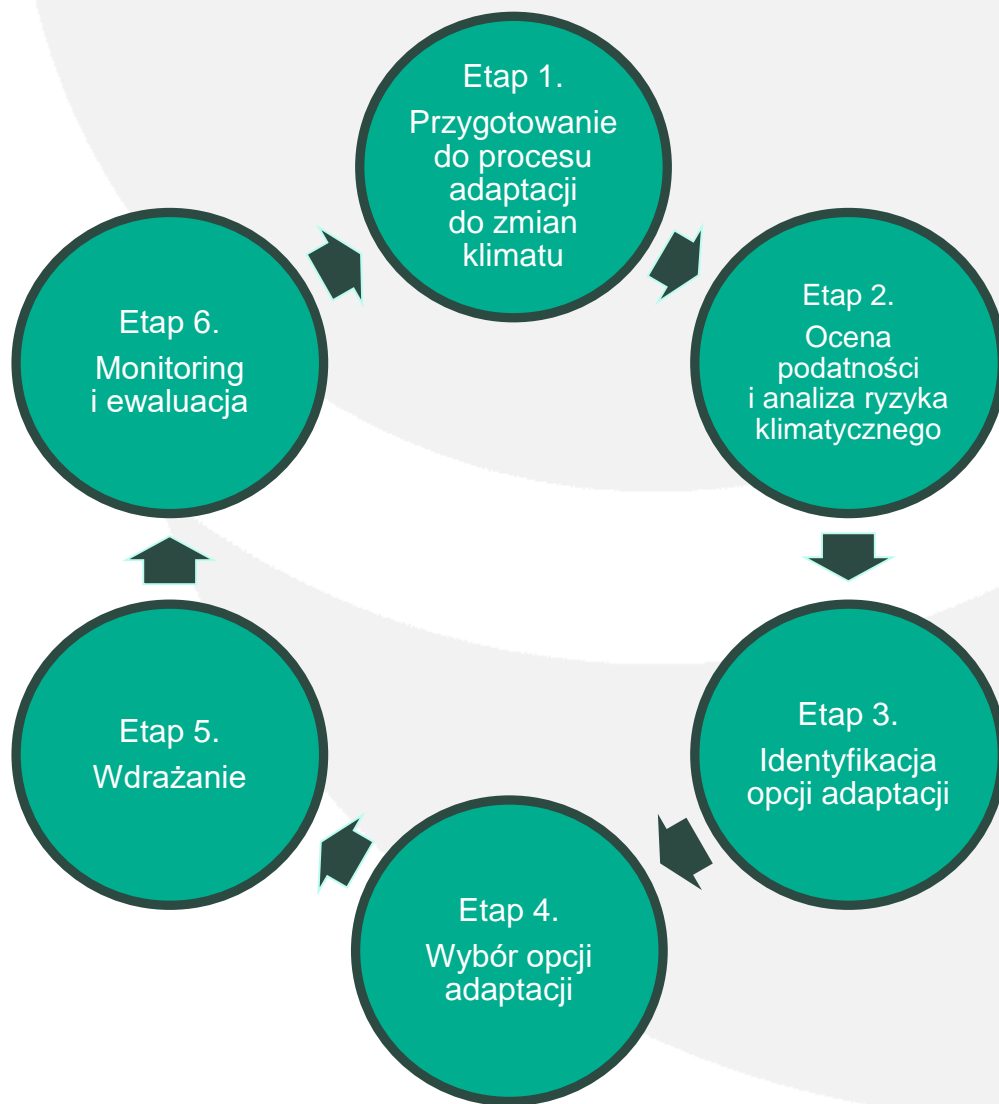 Etap 1.
Przygotowanie
do procesu
adaptacji
do zmian
klimatu
Etap 2.
Ocena
podatności
i analiza ryzyka
klimatycznego
Etap 3.
Identyfikacja
opcji adaptacji
Etap 4.
Wybór opcji
adaptacji
Etap 5.
Wdrażanie
Etap 6.
Monitoring
i ewaluacja